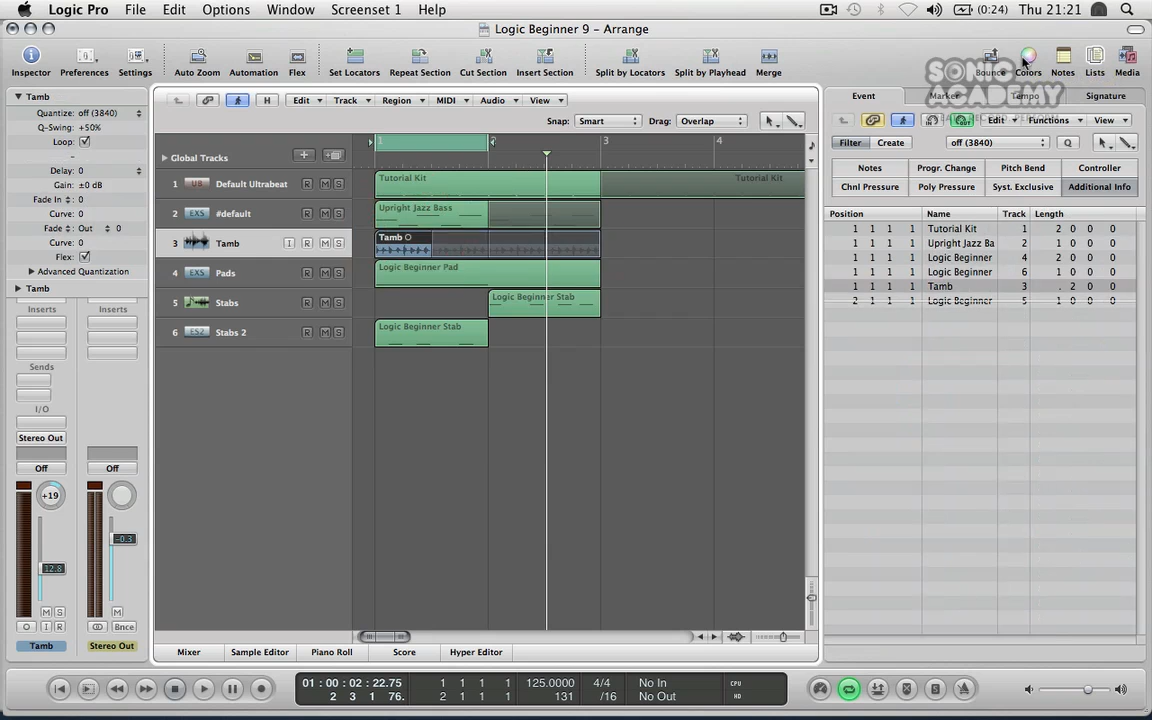 Logic Pro File Edit Options Window Screenset 1 Help (0:24) Thu 21:21
Logic Beginner 9 - Arrange
Inspector Preferences Settings Auto Zoom Automation Flex Set Locators Repeat Section Cut Section Insert Section Split by Locators Split by Playhead Merge Bounce Colors Notes Lists Media
SONIC ACADEMY
Tamb
Quantize: off (3840)
Q-Swing: +50%
Loop:
-
Delay: 0
Gain: ±0 dB
Fade In : 0
Curve: 0
Fade : Out : 0
Curve: 0
Flex:
Advanced Quantization
Tamb
Inserts Inserts
Sends
I/O
Stereo Out
Off Off
+19
-0.3
12.8
M S M
O I R Bnce
Tamb Stereo Out
H Edit Track Region MIDI Audio View
Snap: Smart Drag: Overlap
Global Tracks
1 2 3 4
1 UB Default Ultrabeat R M S Tutorial Kit Tutorial Kit
2 EXS #default R M S Upright Jazz Bass
3 Tamb I R M S Tamb
4 EXS Pads R M S Logic Beginner Pad
5 Stabs R M S Logic Beginner Stab
6 ES2 Stabs 2 R M S Logic Beginner Stab
Mixer Sample Editor Piano Roll Score Hyper Editor
Event Marker Tempo Signature
Edit Functions View
Filter Create off (3840) Q
Notes Progr. Change Pitch Bend Controller
Chnl Pressure Poly Pressure Syst. Exclusive Additional Info
Position Name Track Length
1 1 1 1 Tutorial Kit 1 2 0 0 0
1 1 1 1 Upright Jazz Ba 2 1 0 0 0
1 1 1 1 Logic Beginner 4 2 0 0 0
1 1 1 1 Logic Beginner 6 1 0 0 0
1 1 1 1 Tamb 3 . 2 0 0
2 1 1 1 Logic Beginner 5 1 0 0 0
01 : 00 : 02 : 22.75 1 1 1 1 125.0000 4/4 No In CPU
2 3 1 76. 2 1 1 1 131 /16 No Out HD